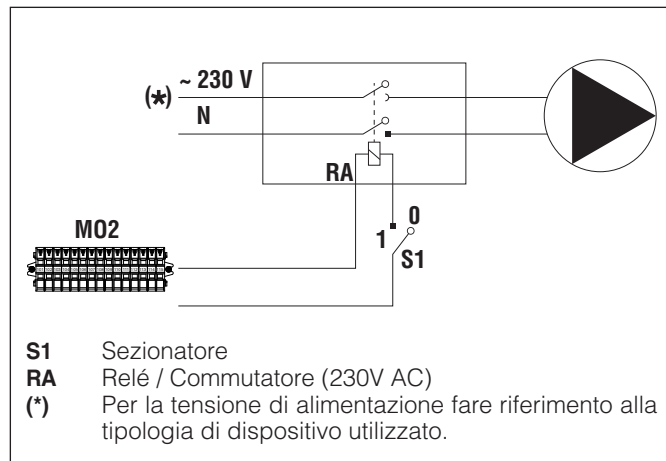 (*) ~ 230 V
N
RA
MO2
0
1
S1
S1 Sezionatore
RA Relé / Commutatore (230V AC)
(*) Per la tensione di alimentazione fare riferimento alla
tipologia di dispositivo utilizzato.